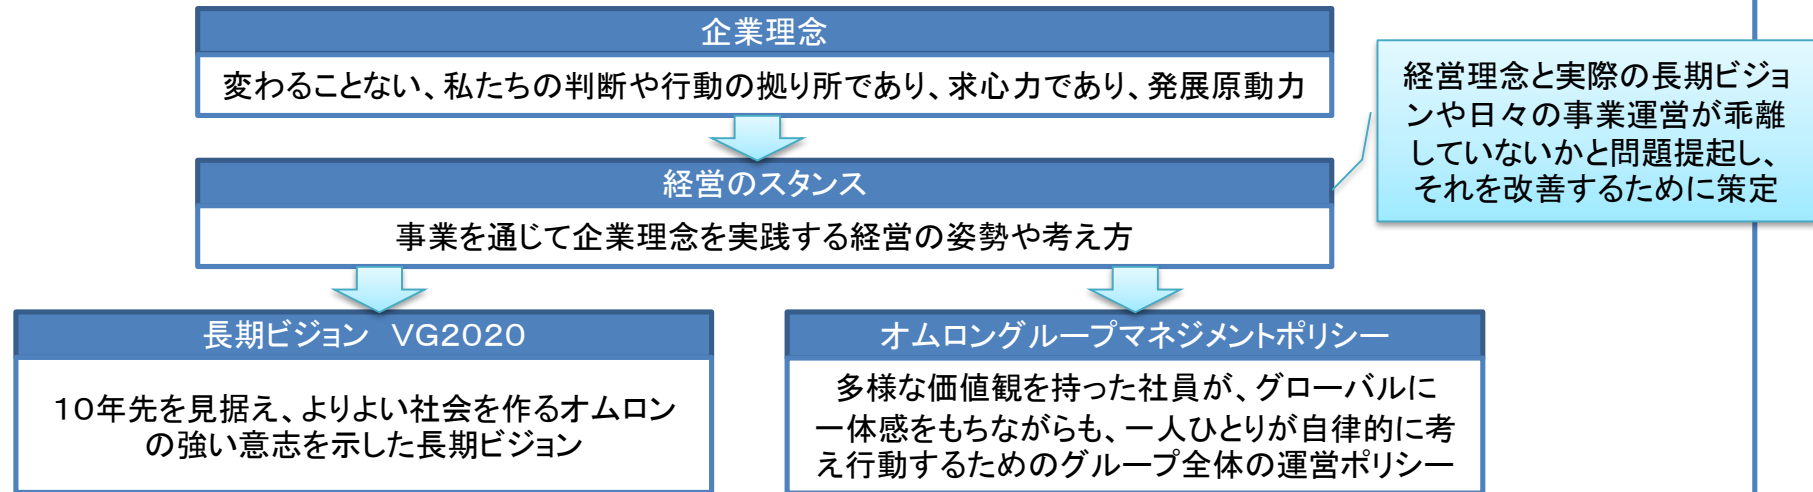 企業理念
変わることない、私たちの判断や行動の拠り所であり、求心力であり、発展原動力
経営理念と実際の長期ビジョ
ンや日々の事業運営が乖離
していないかと問題提起し、
それを改善するために策定
経営のスタンス
事業を通じて企業理念を実践する経営の姿勢や考え方
長期ビジョン　VG2020
10年先を見据え、よりよい社会を作るオムロン
の強い意志を示した長期ビジョン
オムロングループマネジメントポリシー
多様な価値観を持った社員が、グローバルに
一体感をもちながらも、一人ひとりが自律的に考
え行動するためのグループ全体の運営ポリシー